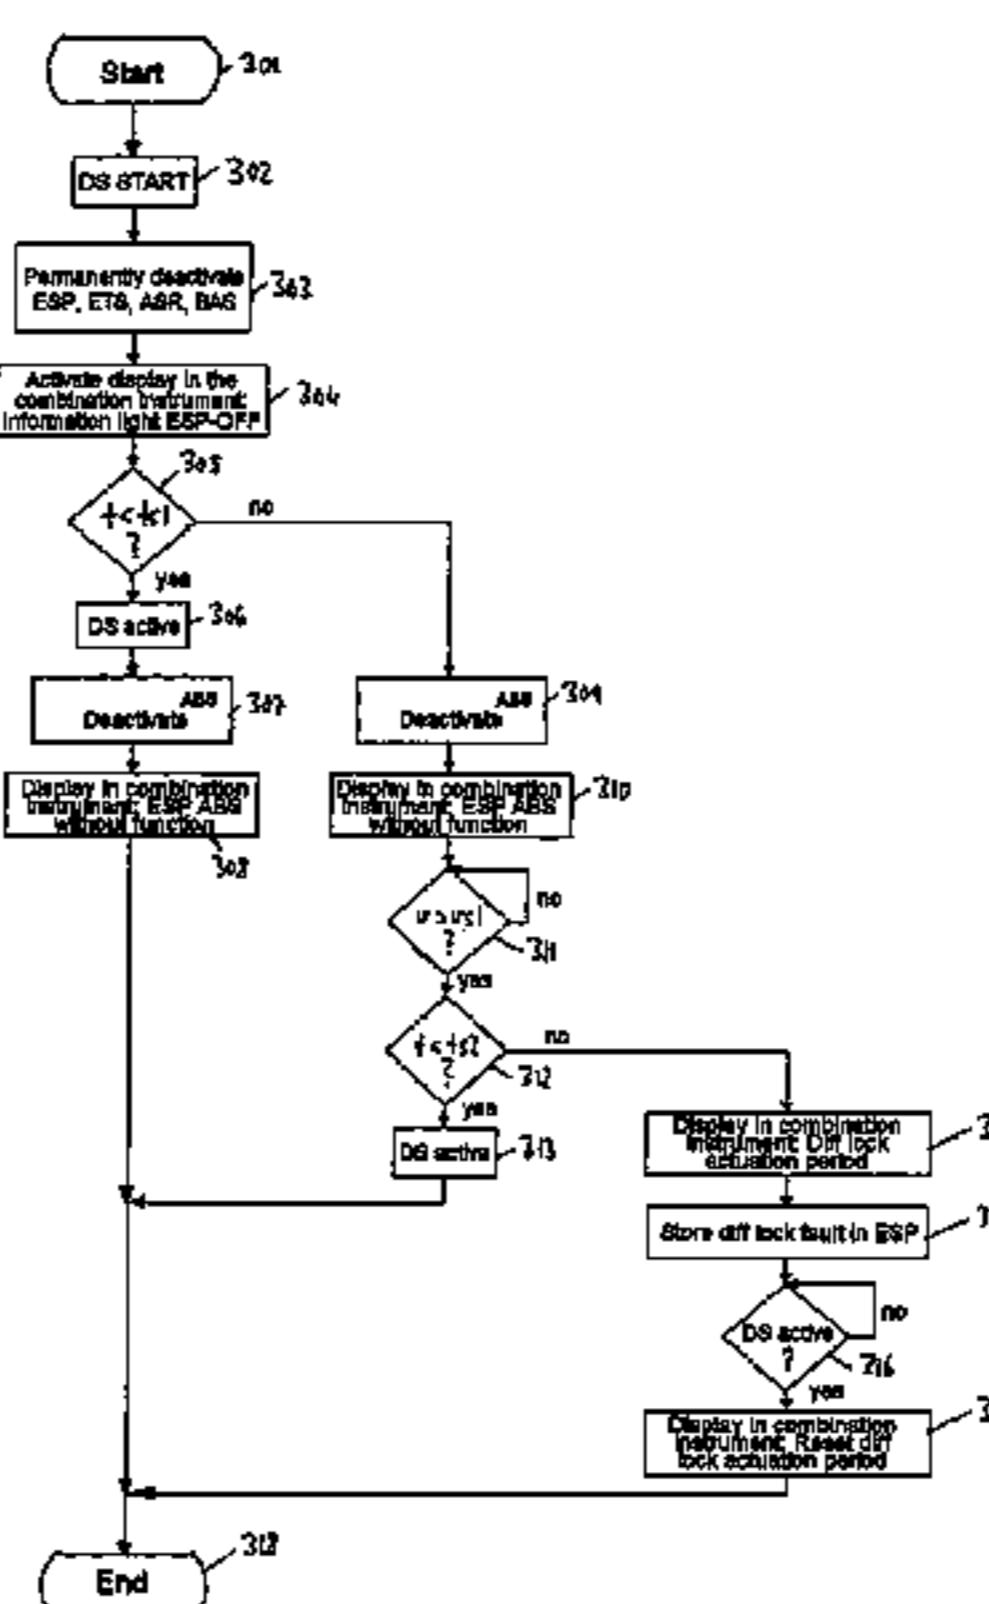 Start
301
DS START
302
Permanently deactivate
ESP, ETS, ASR, BAS
303
Activate display in the
combination instrument:
information light ESP-OFF
304
305
?
no
yes
DS active
306
ABS
Deactivate
307
ABS
Deactivate
309
Display in combination
instrument: ESP ABS
without function
308
Display in combination
instrument: ESP ABS
without function
310
?
no
311
yes
?
no
312
yes
DS active
313
Display in combination
instrument: Diff lock
actuation period
3
Store diff lock fault in ESP
DS active
?
no
316
yes
Display in combination
instrument: Reset diff
lock actuation period
3
End
318